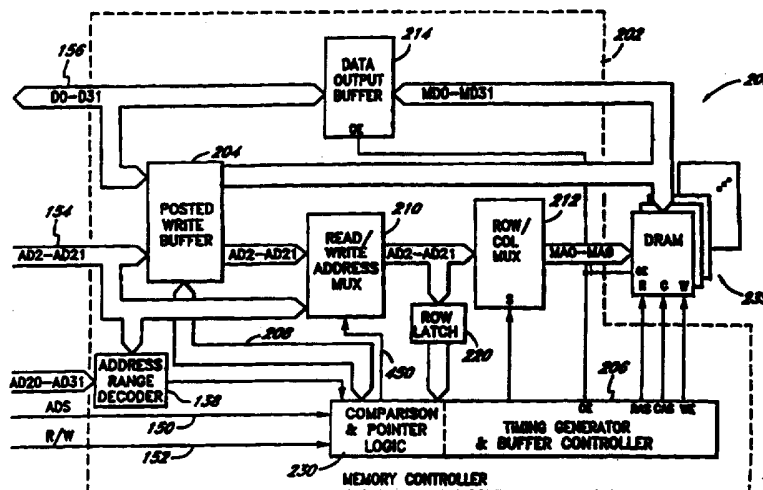 156
214
202
20
DATA
OUTPUT
BUFFER
OE
D0-D31
MD0-MD31
204
POSTED
WRITE
BUFFER
154
AD2-AD21
AD2-AD21
210
READ/
WRITE
ADDRESS
MUX
AD2-AD21
212
ROW/
COL
MUX
S
MA0-MA9
DRAM
OE
R C W
232
208
450
ROW
LATCH
220
AD20-AD31
ADDRESS
RANGE
DECODER
138
206
ADS
150
R/W
152
COMPARISON
& POINTER
LOGIC
230
OE
RAS CAS WE
TIMING GENERATOR
& BUFFER CONTROLLER
MEMORY CONTROLLER